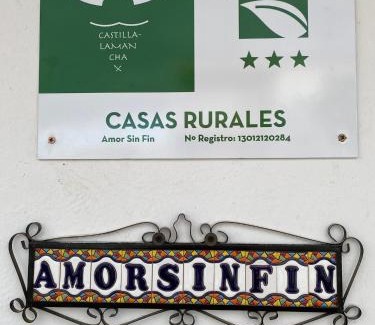 CASTILLA-
LAMAN
CHA
CASAS RURALES
Amor Sin Fin Nº Registro: 13012120284
AMORSINFIN